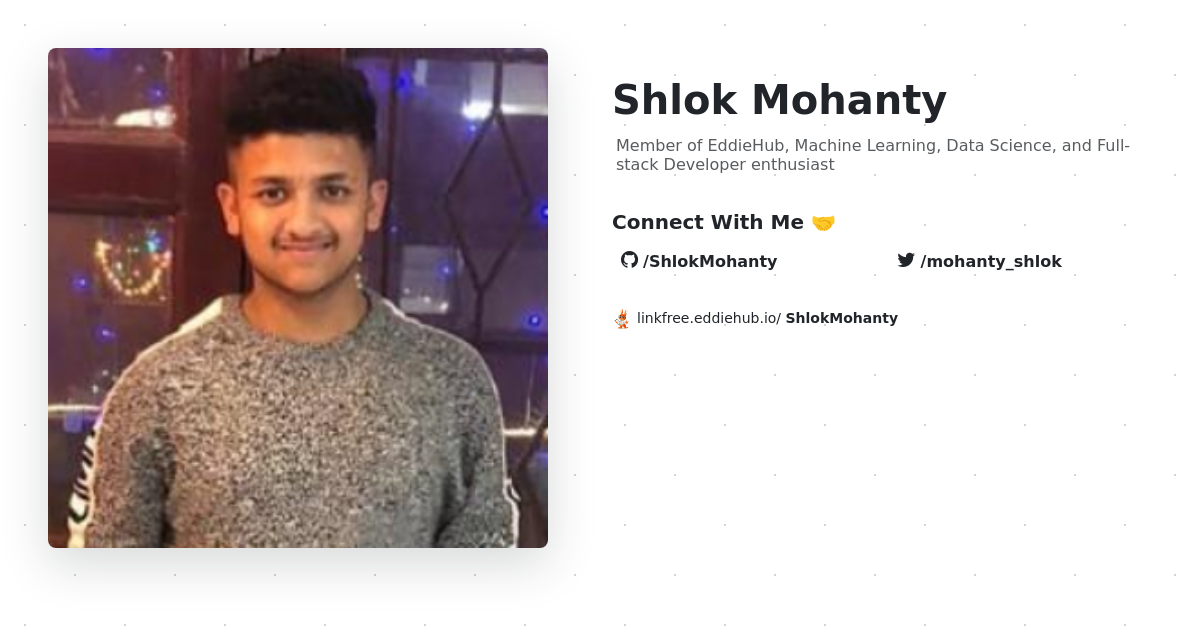 Shlok Mohanty
Member of EddieHub, Machine Learning, Data Science, and Full-
stack Developer enthusiast
Connect With Me 🤝
/ShlokMohanty
/mohanty_shlok
linkfree.eddiehub.io/ ShlokMohanty